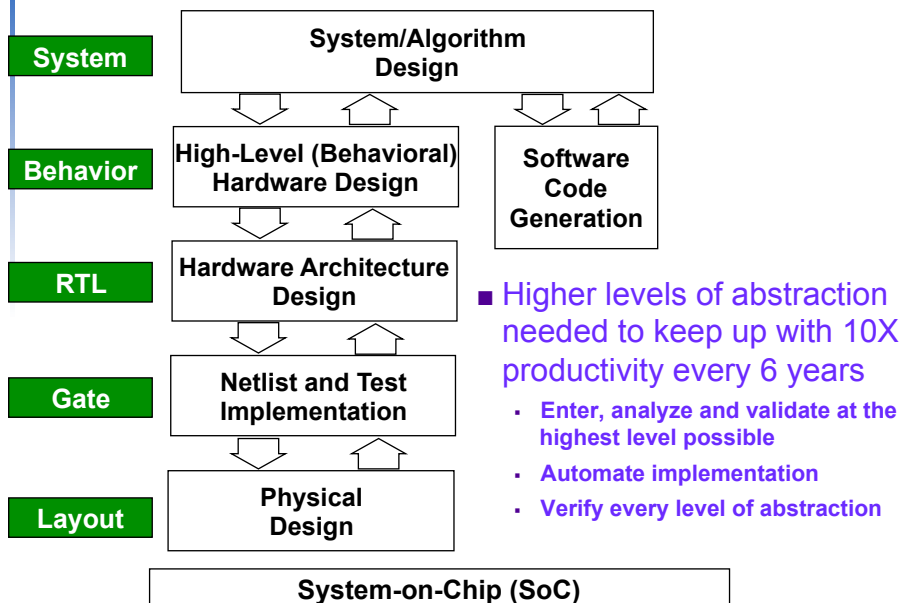 System
System/Algorithm
Design
Behavior
High-Level (Behavioral)
Hardware Design
Software
Code
Generation
RTL
Hardware Architecture
Design
Gate
Netlist and Test
Implementation
Layout
Physical
Design
■ Higher levels of abstraction
needed to keep up with 10X
productivity every 6 years
▪ Enter, analyze and validate at the
highest level possible
▪ Automate implementation
▪ Verify every level of abstraction
System-on-Chip (SoC)